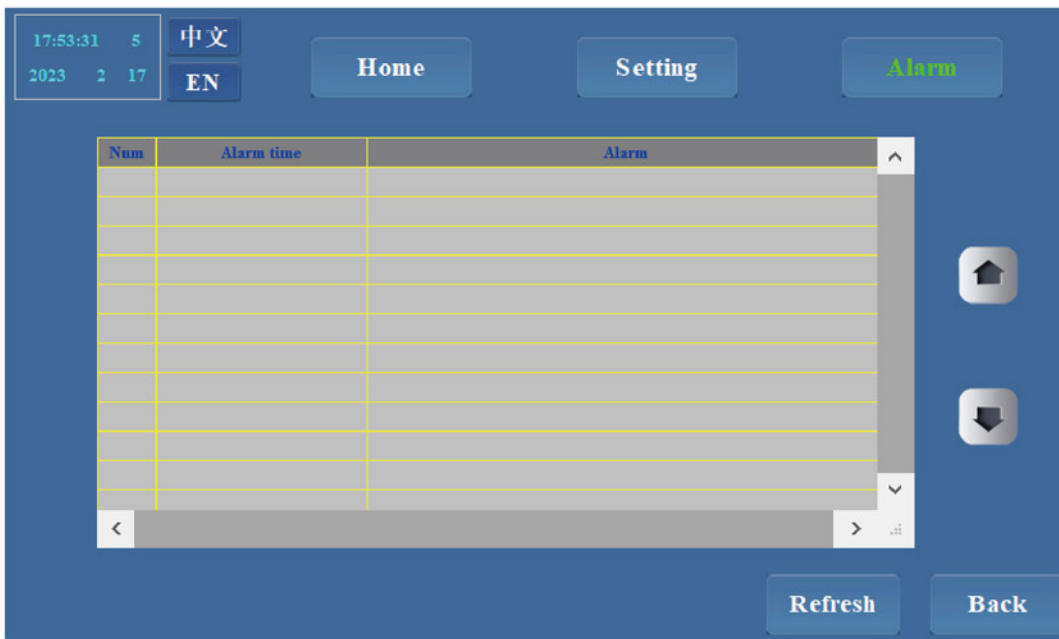 17:53:31 5
2023 2 17
中文
EN
Home
Setting
Alarm
Num Alarm time Alarm
Refresh
Back